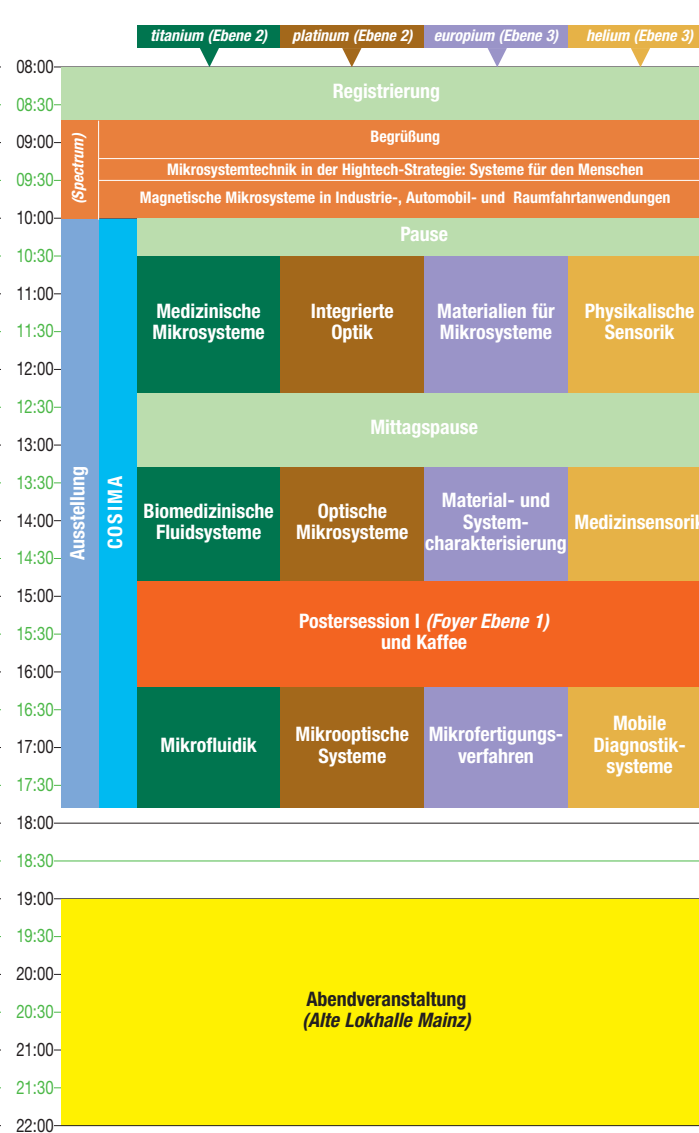 titanium (Ebene 2) platinum (Ebene 2) europium (Ebene 3) helium (Ebene 3)
08:00
Registrierung
08:30
09:00
(Spectrum)
Begrüßung
09:30
Mikrosystemtechnik in der Hightech-Strategie: Systeme für den Menschen
Magnetische Mikrosysteme in Industrie-, Automobil- und Raumfahrtanwendungen
10:00
Pause
10:30
11:00
Medizinische
Mikrosysteme
Integrierte
Optik
Materialien für
Mikrosysteme
Physikalische
Sensorik
11:30
12:00
12:30
Mittagspause
13:00
13:30
Ausstellung
COSIMA
14:00
Biomedizinische
Fluidsysteme
Optische
Mikrosysteme
Material- und
System-
charakterisierung
Medizinsensorik
14:30
15:00
Postersession I (Foyer Ebene 1)
und Kaffee
15:30
16:00
16:30
17:00
Mikrofluidik
Mikrooptische
Systeme
Mikrofertigungs-
verfahren
Mobile
Diagnostik-
systeme
17:30
18:00
18:30
19:00
19:30
20:00
Abendveranstaltung
(Alte Lokhalle Mainz)
20:30
21:00
21:30
22:00